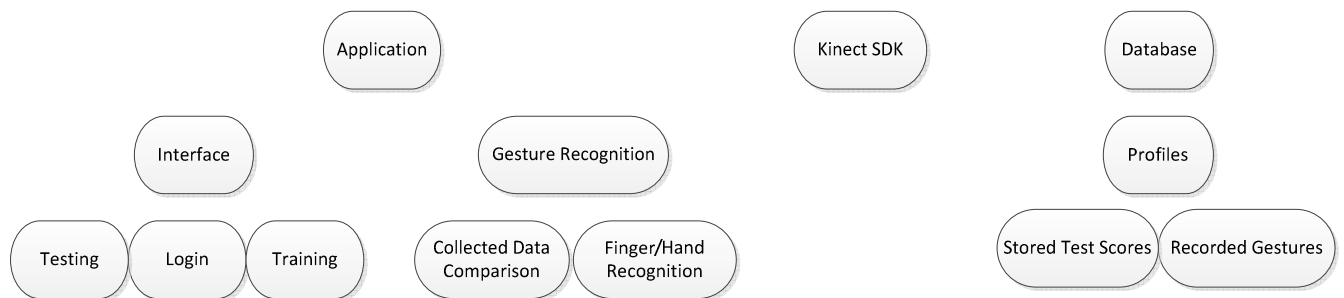 Application
Kinect SDK
Database
Interface
Gesture Recognition
Profiles
Testing
Login
Training
Collected Data
Comparison
Finger/Hand
Recognition
Stored Test Scores
Recorded Gestures